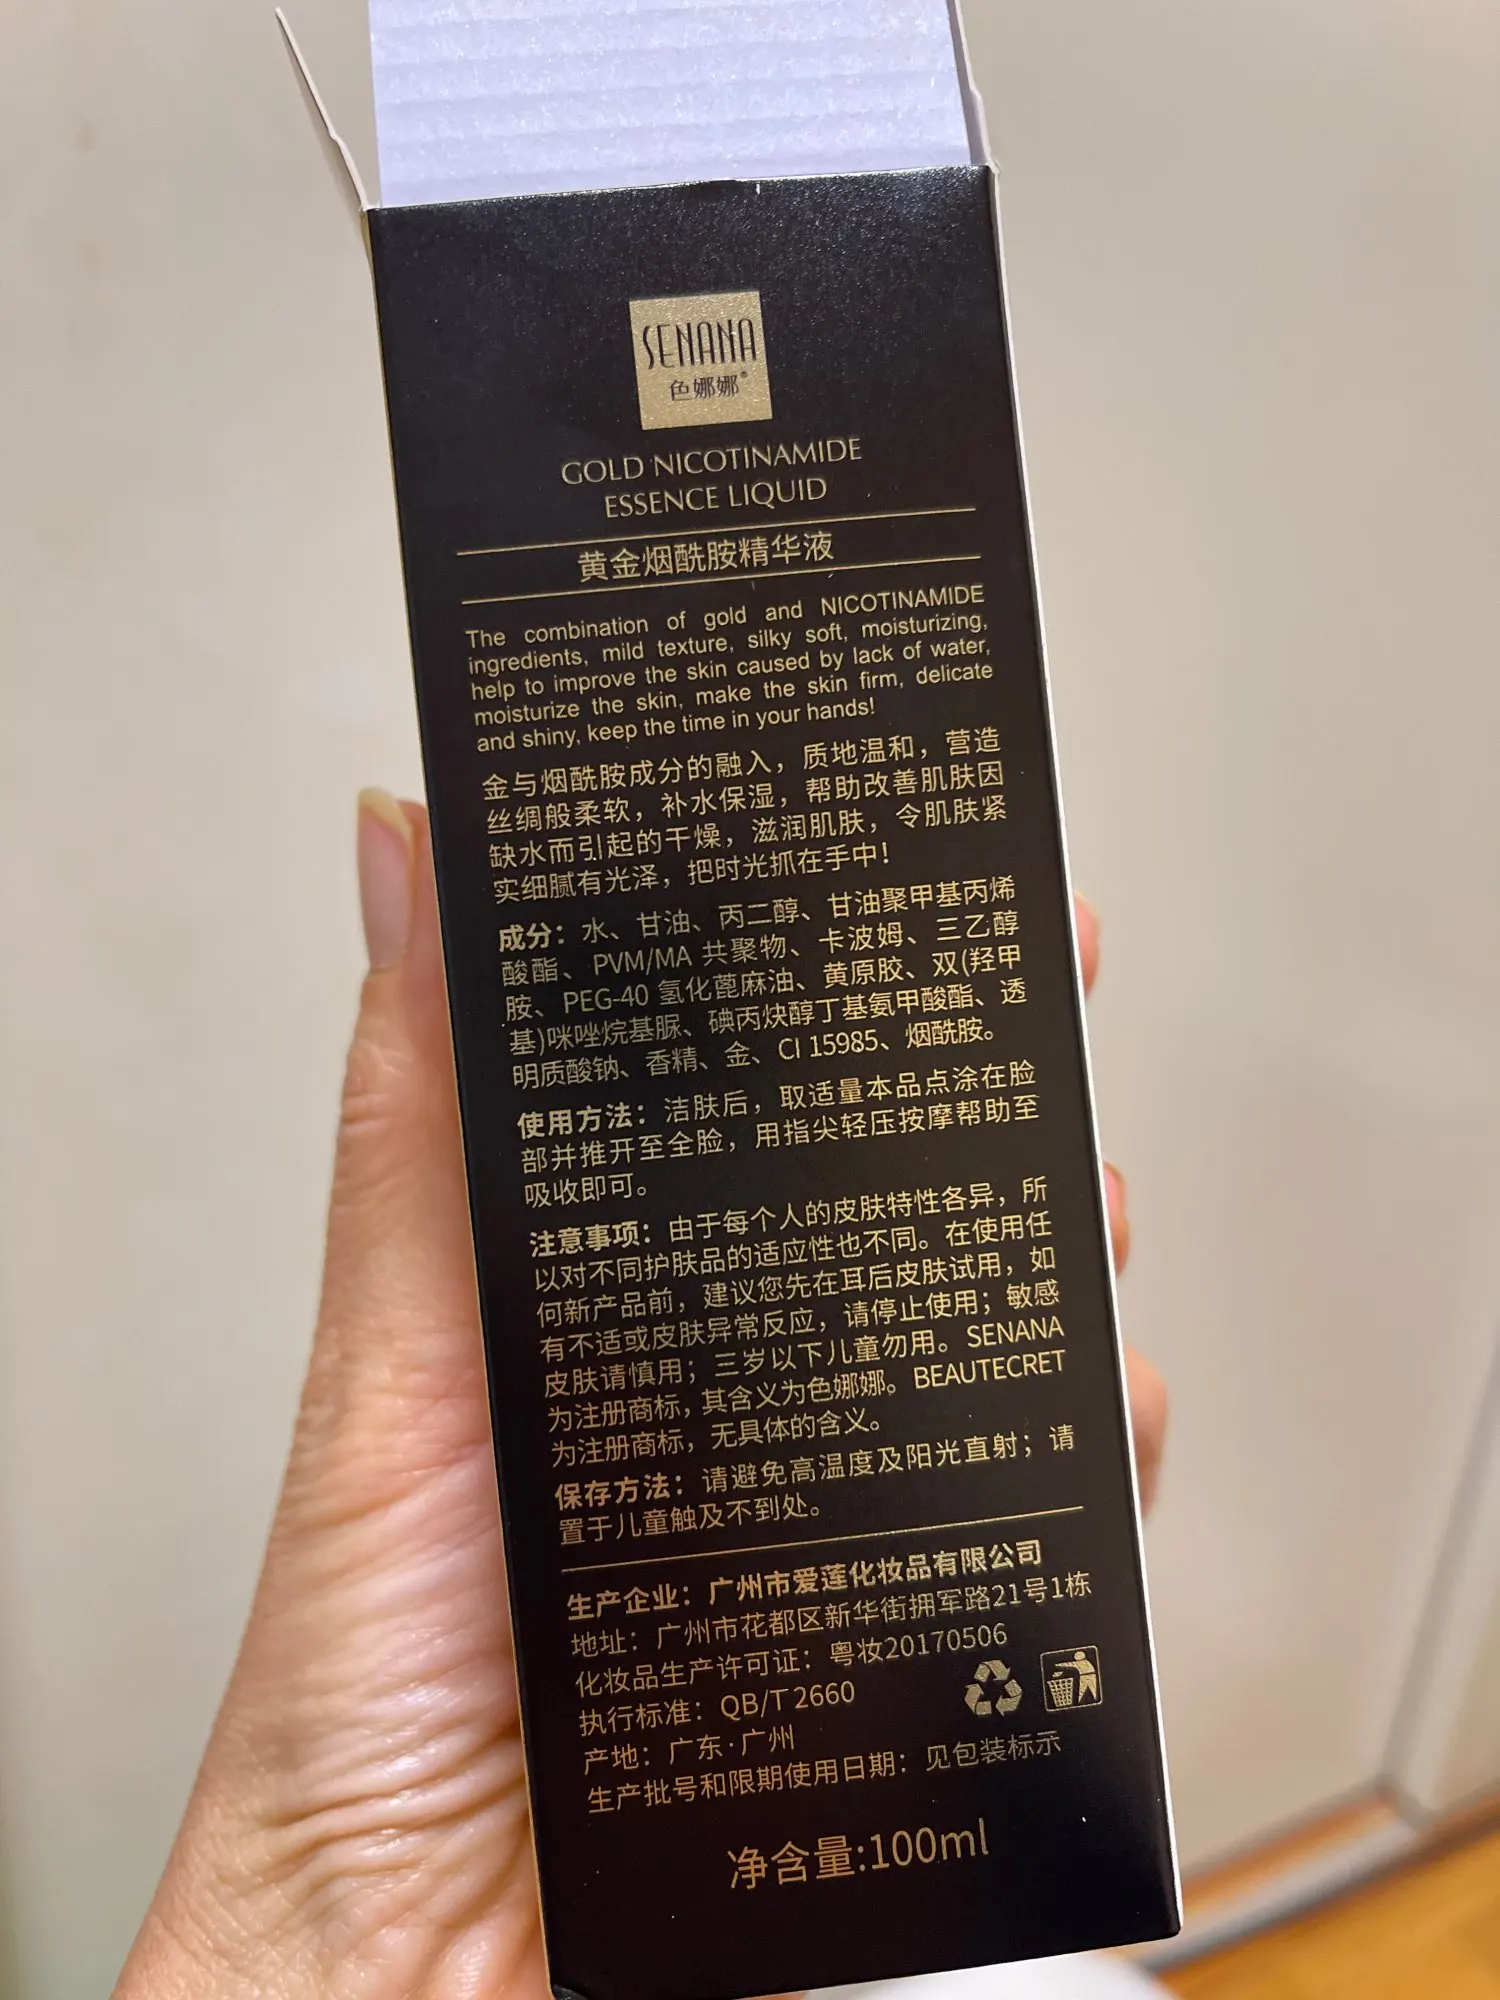 SENANA
色娜娜®
GOLD NICOTINAMIDE
ESSENCE LIQUID
黄金烟酰胺精华液
The combination of gold and NICOTINAMIDE
ingredients, mild texture, silky soft, moisturizing,
help to improve the skin caused by lack of water,
moisturize the skin, make the skin firm, delicate
and shiny, keep the time in your hands!
金与烟酰胺成分的融入，质地温和，营造
丝绸般柔软，补水保湿，帮助改善肌肤因
缺水而引起的干燥，滋润肌肤，令肌肤紧
实细腻有光泽，把时光抓在手中！
成分：水、甘油、丙二醇、甘油聚甲基丙烯
酸酯、PVM/MA 共聚物、卡波姆、三乙醇
胺、PEG-40 氢化蓖麻油、黄原胶、双(羟甲
基)咪唑烷基脲、碘丙炔醇丁基氨甲酸酯、透
明质酸钠、香精、金、CI 15985、烟酰胺。
使用方法：洁肤后，取适量本品点涂在脸
部并推开至全脸，用指尖轻压按摩帮助至
吸收即可。
注意事项：由于每个人的皮肤特性各异，所
以对不同护肤品的适应性也不同。在使用任
何新产品前，建议您先在耳后皮肤试用，如
有不适或皮肤异常反应，请停止使用；敏感
皮肤请慎用；三岁以下儿童勿用。SENANA
为注册商标，其含义为色娜娜。BEAUTECRET
为注册商标，无具体的含义。
保存方法：请避免高温度及阳光直射；请
置于儿童触及不到处。
生产企业：广州市爱莲化妆品有限公司
地址：广州市花都区新华街拥军路21号1栋
化妆品生产许可证：粤妆20170506
执行标准：QB/T 2660
产地：广东·广州
生产批号和限期使用日期：见包装标示
净含量:100ml